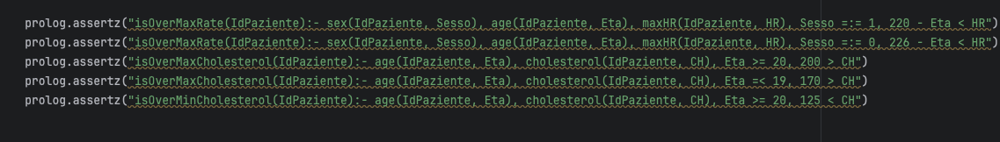 prolog.assertz("isOverMaxRate(IdPaziente):- sex(IdPaziente, Sesso), age(IdPaziente, Eta), maxHR(IdPaziente, HR), Sesso =:= 1, 220 - Eta < HR")
prolog.assertz("isOverMaxRate(IdPaziente):- sex(IdPaziente, Sesso), age(IdPaziente, Eta), maxHR(IdPaziente, HR), Sesso =:= 0, 226 - Eta < HR")
prolog.assertz("isOverMaxCholesterol(IdPaziente):- age(IdPaziente, Eta), cholesterol(IdPaziente, CH), Eta >= 20, 200 > CH")
prolog.assertz("isOverMaxCholesterol(IdPaziente):- age(IdPaziente, Eta), cholesterol(IdPaziente, CH), Eta =< 19, 170 > CH")
prolog.assertz("isOverMinCholesterol(IdPaziente):- age(IdPaziente, Eta), cholesterol(IdPaziente, CH), Eta >= 20, 125 < CH")